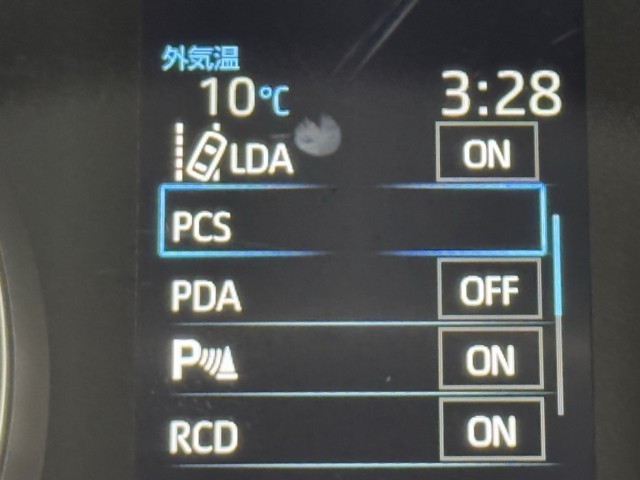 外気温
10℃ 3:28
LDA ON
PCS
PDA OFF
P ON
RCD ON